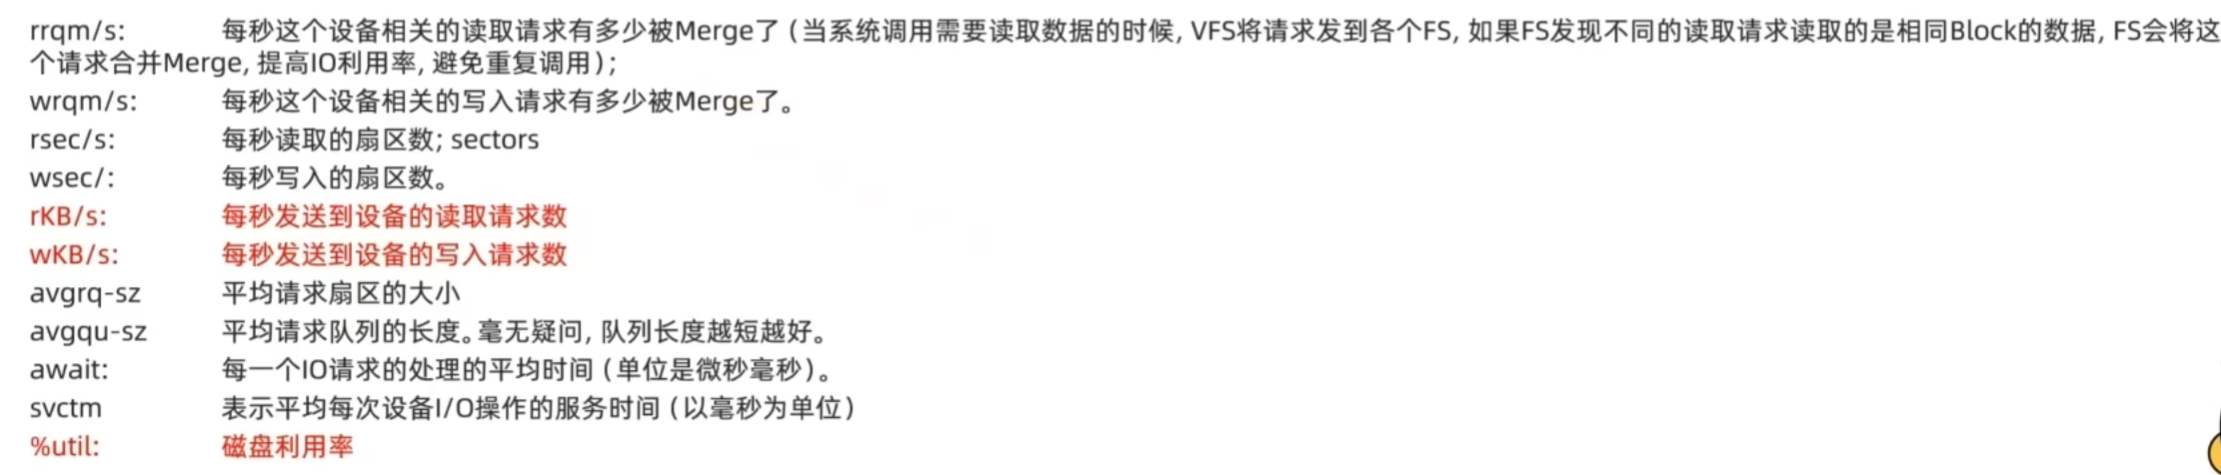 rrqm/s: 每秒这个设备相关的读取请求有多少被Merge了（当系统调用需要读取数据的时候, VFS将请求发到各个FS, 如果FS发现不同的读取请求读取的是相同Block的数据, FS会将这
个请求合并Merge, 提高IO利用率, 避免重复调用）;
wrqm/s: 每秒这个设备相关的写入请求有多少被Merge了。
rsec/s: 每秒读取的扇区数; sectors
wsec/: 每秒写入的扇区数。
rKB/s: 每秒发送到设备的读取请求数
wKB/s: 每秒发送到设备的写入请求数
avgrq-sz 平均请求扇区的大小
avgqu-sz 平均请求队列的长度。毫无疑问, 队列长度越短越好。
await: 每一个IO请求的处理的平均时间（单位是微秒毫秒）。
svctm 表示平均每次设备I/O操作的服务时间（以毫秒为单位）
%util: 磁盘利用率